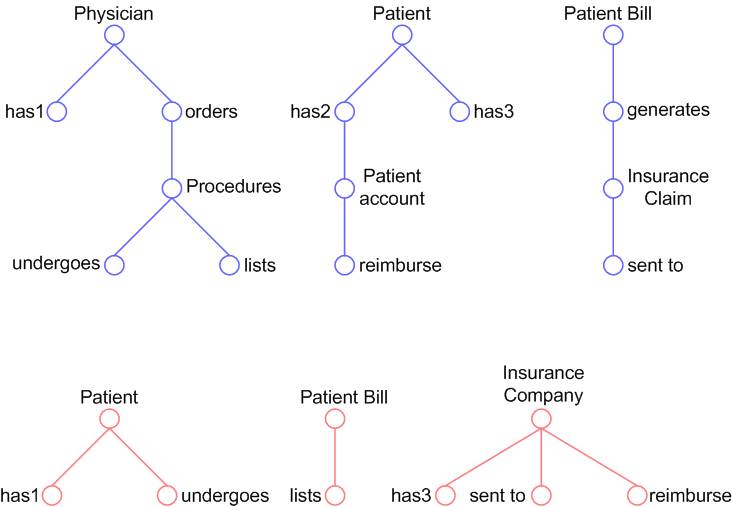 Physician
Patient
Patient Bill
has1
orders
has2
has3
generates
Procedures
Patient
account
Insurance
Claim
undergoes
lists
reimburse
sent to
Patient
Patient Bill
Insurance
Company
has1
undergoes
lists
has3
sent to
reimburse